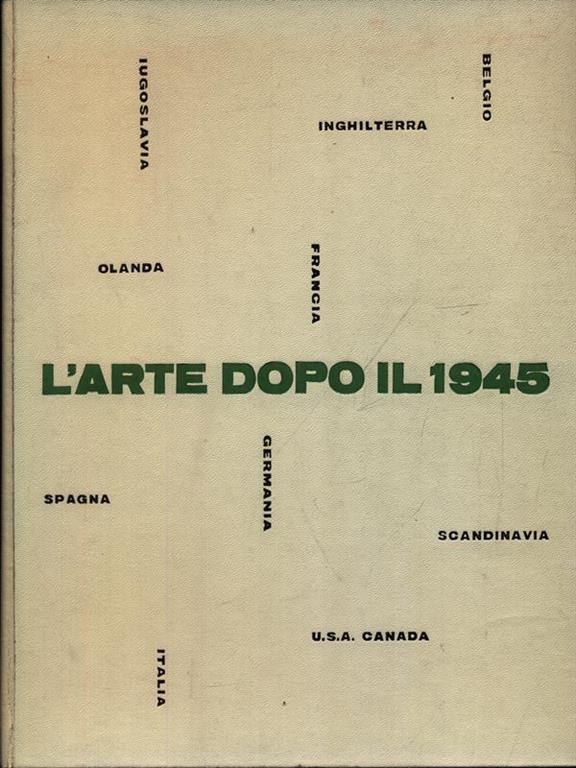 IUGOSLAVIA
BELGIO
INGHILTERRA
OLANDA
FRANCIA
L'ARTE DOPO IL 1945
GERMANIA
SPAGNA
SCANDINAVIA
U.S.A. CANADA
ITALIA